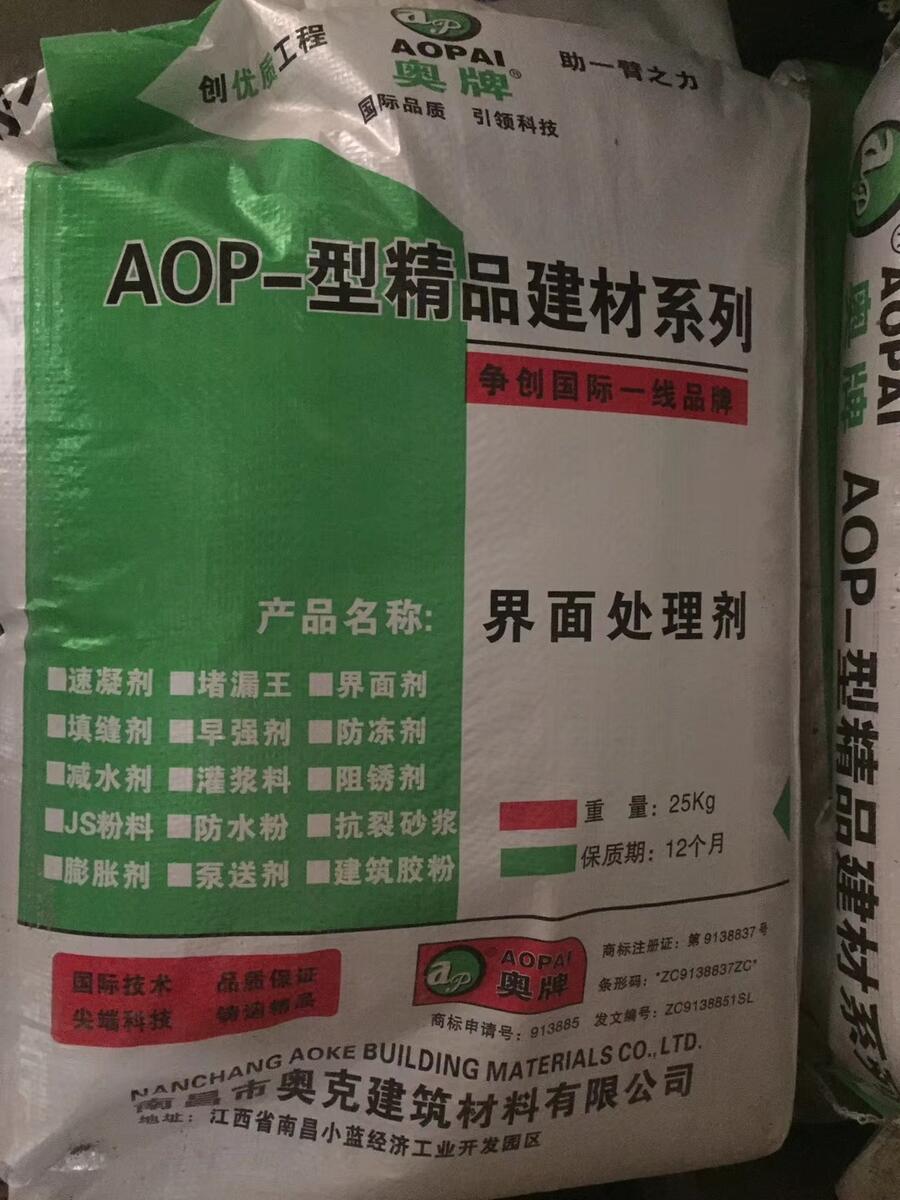 创优质工程
ap
AOPAI
奥牌®
助一臂之力
国际品质 引领科技
AOP-型精品建材系列
争创国际一线品牌
产品名称: 界面处理剂
■速凝剂 ■堵漏王 ■界面剂
■填缝剂 ■早强剂 ■防冻剂
■减水剂 ■灌浆料 ■阻锈剂
■JS粉料 ■防水粉 ■抗裂砂浆
■膨胀剂 ■泵送剂 ■建筑胶粉
重 量: 25Kg
保质期: 12个月
国际技术 品质保证
尖端科技 铸造精品
ap
AOPAI
奥牌
商标注册证: 第9138837号
条形码: *ZC9138837ZC*
商标申请号: 913885 发文编号: ZC9138851SL
NANCHANG AOKE BUILDING MATERIALS CO., LTD.
南昌市奥克建筑材料有限公司
地址: 江西省南昌小蓝经济工业开发园区
ap
AOPAI
奥牌
AOP-型精品建材系